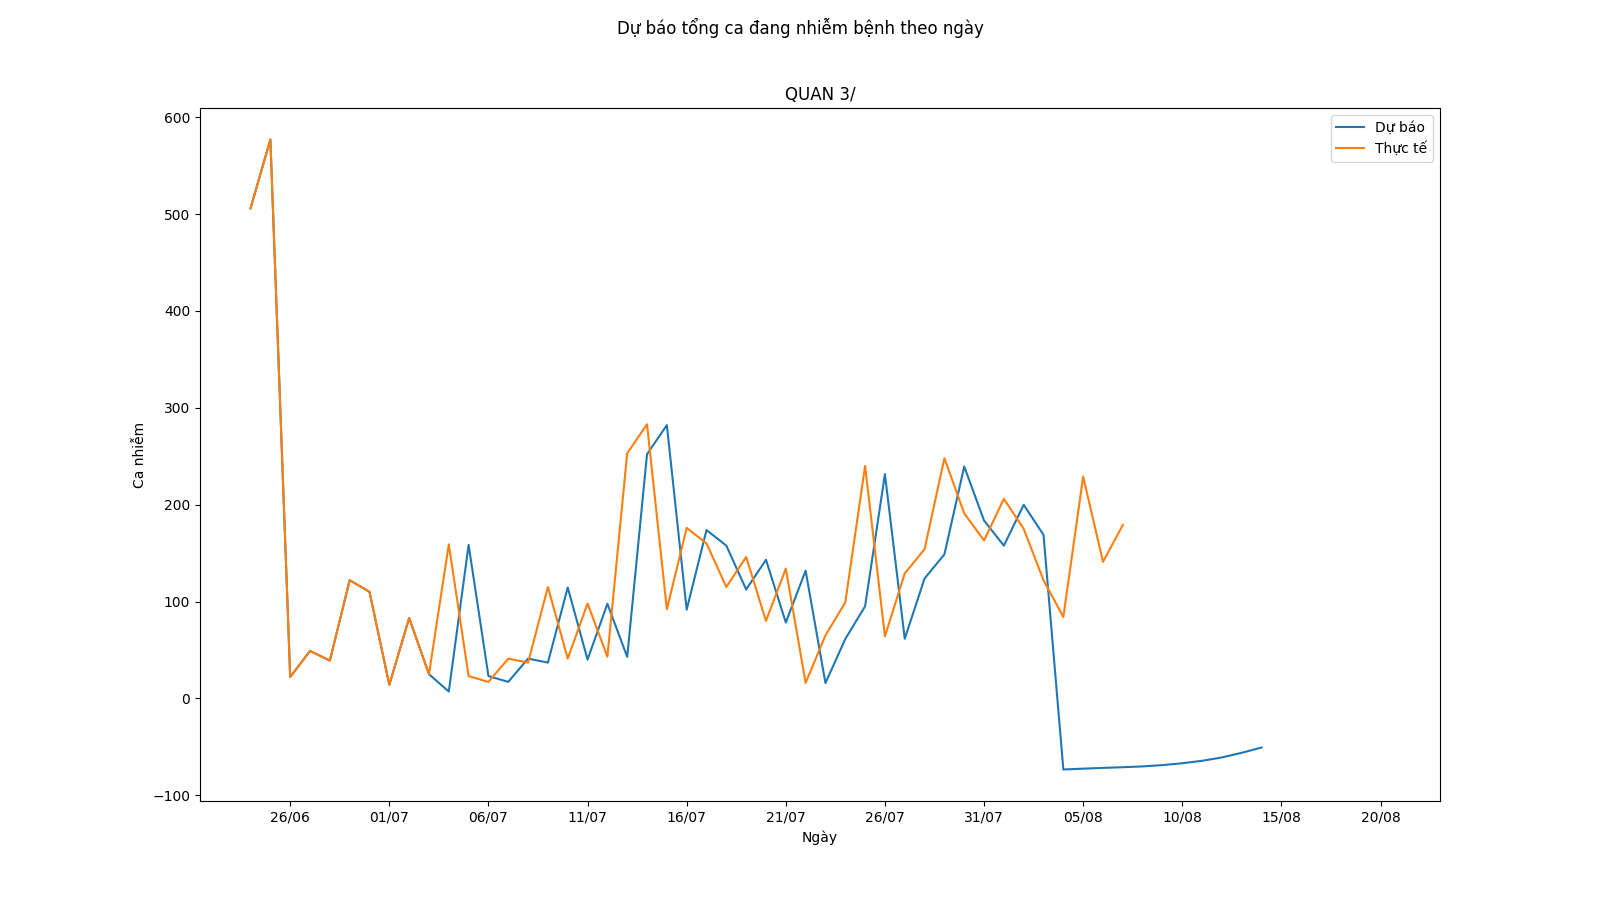 Dự báo tổng ca đang nhiễm bệnh theo ngày
QUAN 3/
600
500
400
300
200
100
0
−100
Ca nhiễm
Dự báo
Thực tế
26/06 01/07 06/07 11/07 16/07 21/07 26/07 31/07 05/08 10/08 15/08 20/08
Ngày